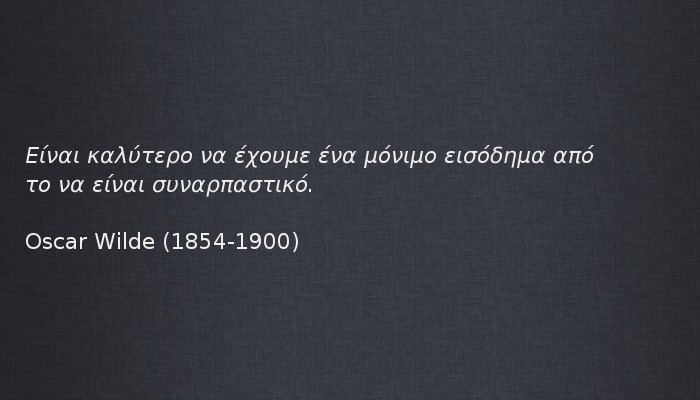 Είναι καλύτερο να έχουμε ένα μόνιμο εισόδημα από
το να είναι συναρπαστικό.
Oscar Wilde (1854-1900)